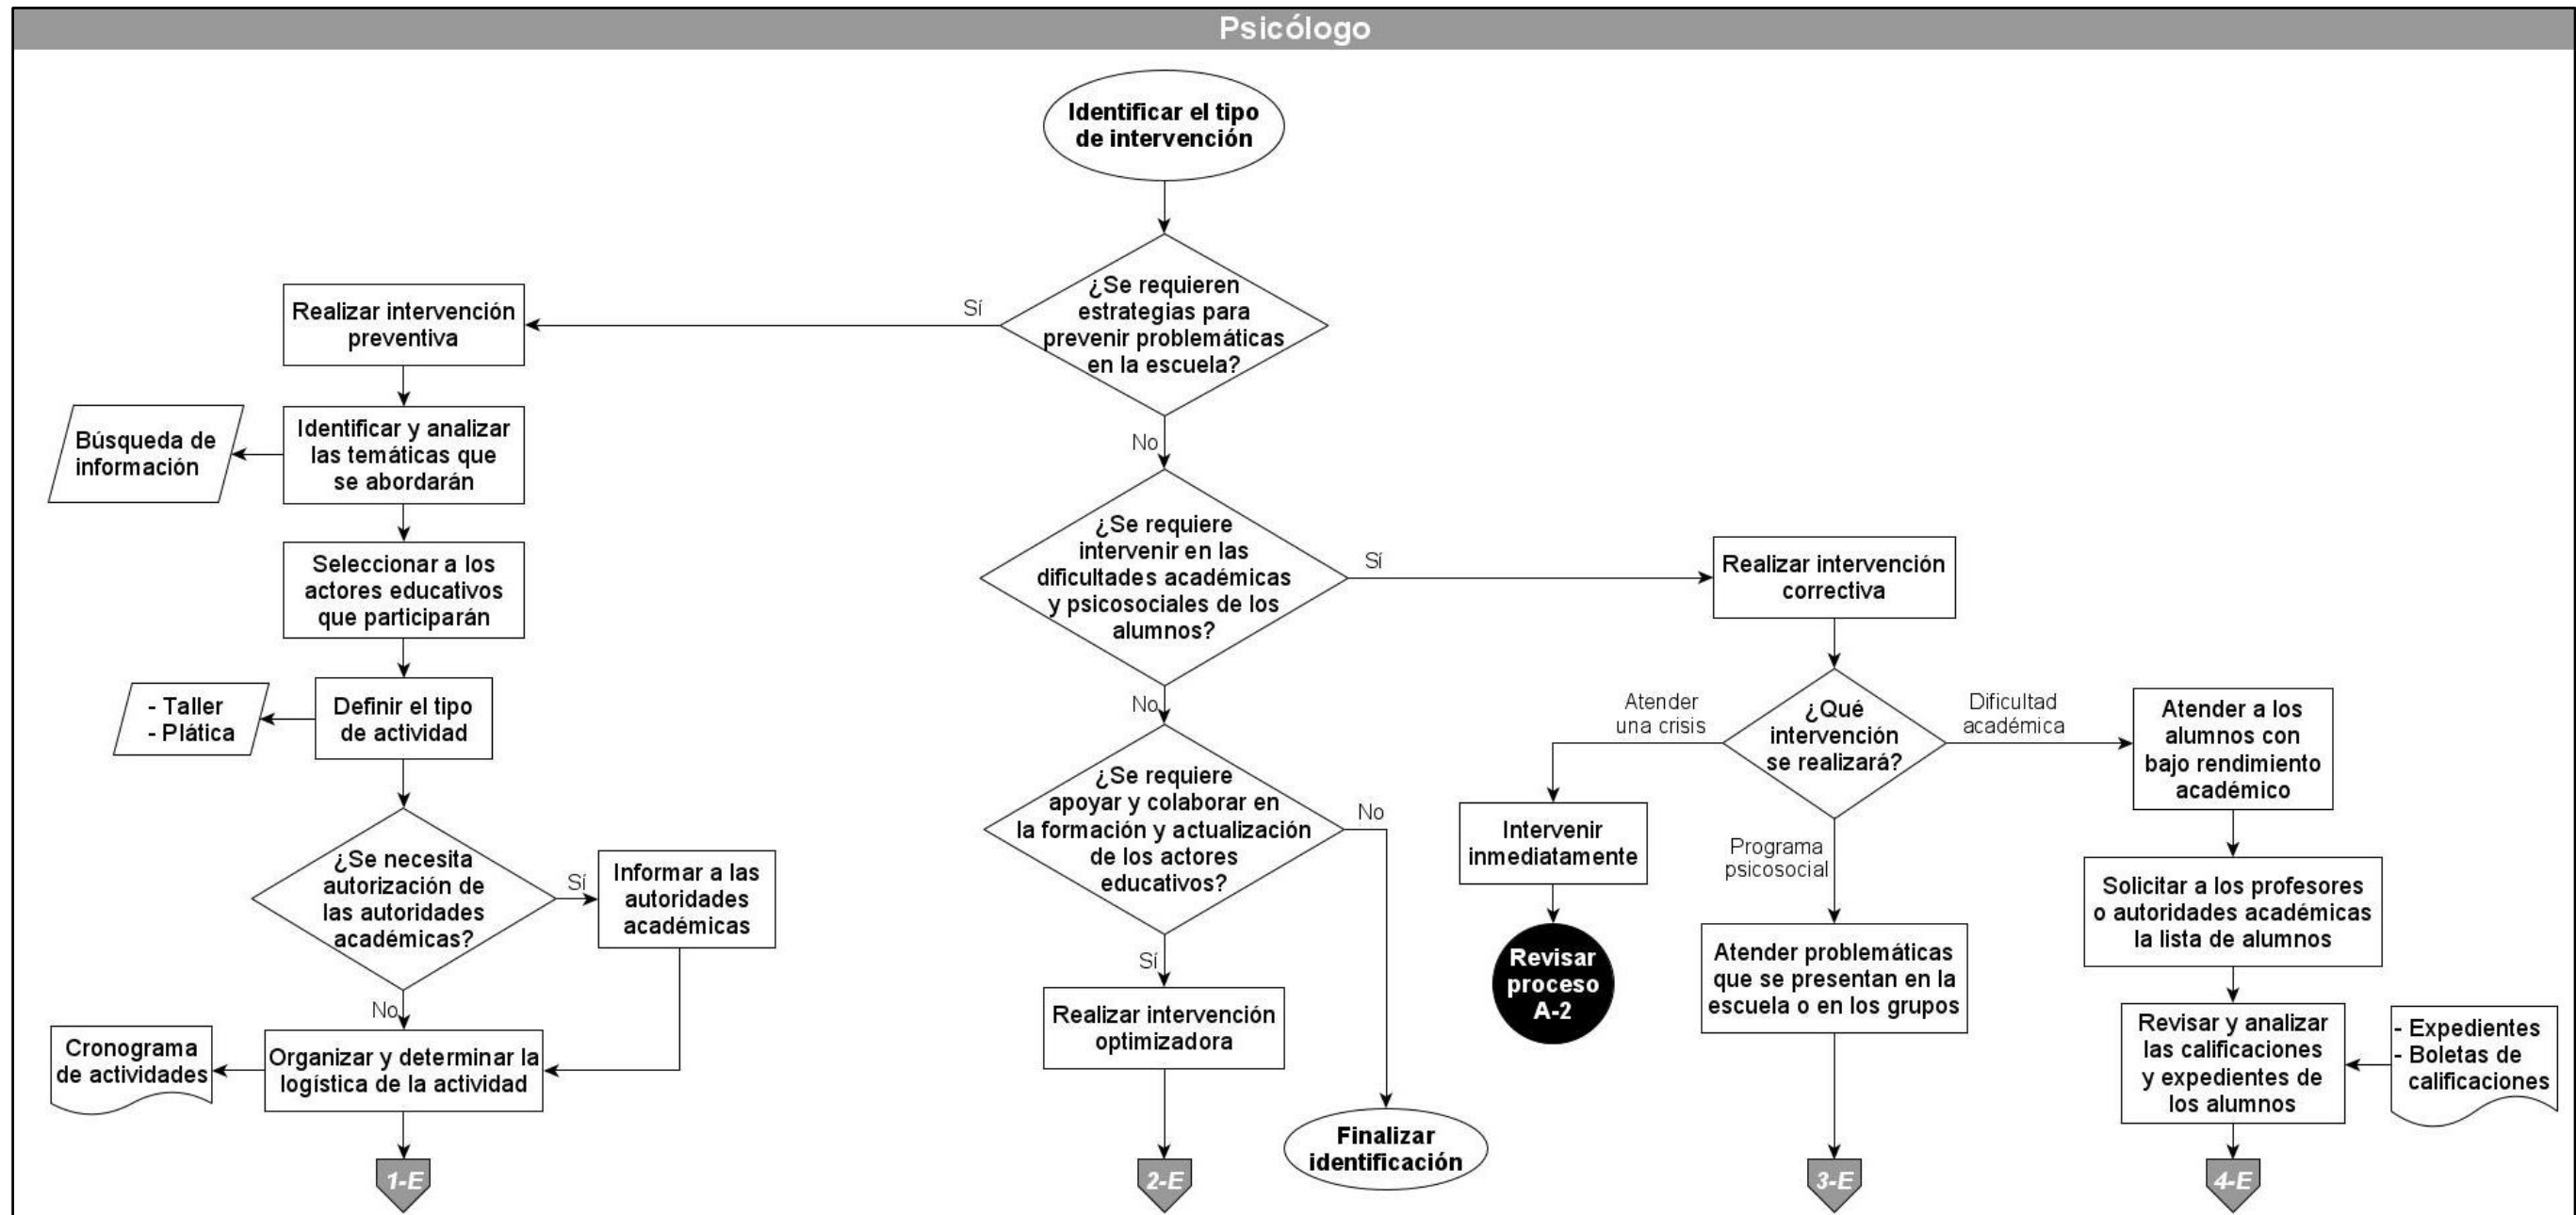 Psicólogo
Identificar el tipo
de intervención
¿Se requieren
estrategias para
prevenir problemáticas
en la escuela?
Sí
No
Realizar intervención
preventiva
Identificar y analizar
las temáticas que
se abordarán
Búsqueda de
información
Seleccionar a los
actores educativos
que participarán
Definir el tipo
de actividad
- Taller
- Plática
¿Se necesita
autorización de
las autoridades
académicas?
Sí
Informar a las
autoridades
académicas
No
Organizar y determinar la
logística de la actividad
Cronograma
de actividades
1-E
¿Se requiere
intervenir en las
dificultades académicas
y psicosociales de los
alumnos?
Sí
No
¿Se requiere
apoyar y colaborar en
la formación y actualización
de los actores
educativos?
No
Sí
Realizar intervención
optimizadora
2-E
Finalizar
identificación
Realizar intervención
correctiva
¿Qué
intervención
se realizará?
Atender
una crisis
Intervenir
inmediatamente
Revisar
proceso
A-2
Programa
psicosocial
Atender problemáticas
que se presentan en la
escuela o en los grupos
3-E
Dificultad
académica
Atender a los
alumnos con
bajo rendimiento
académico
Solicitar a los profesores
o autoridades académicas
la lista de alumnos
Revisar y analizar
las calificaciones
y expedientes de
los alumnos
- Expedientes
- Boletas de
calificaciones
4-E